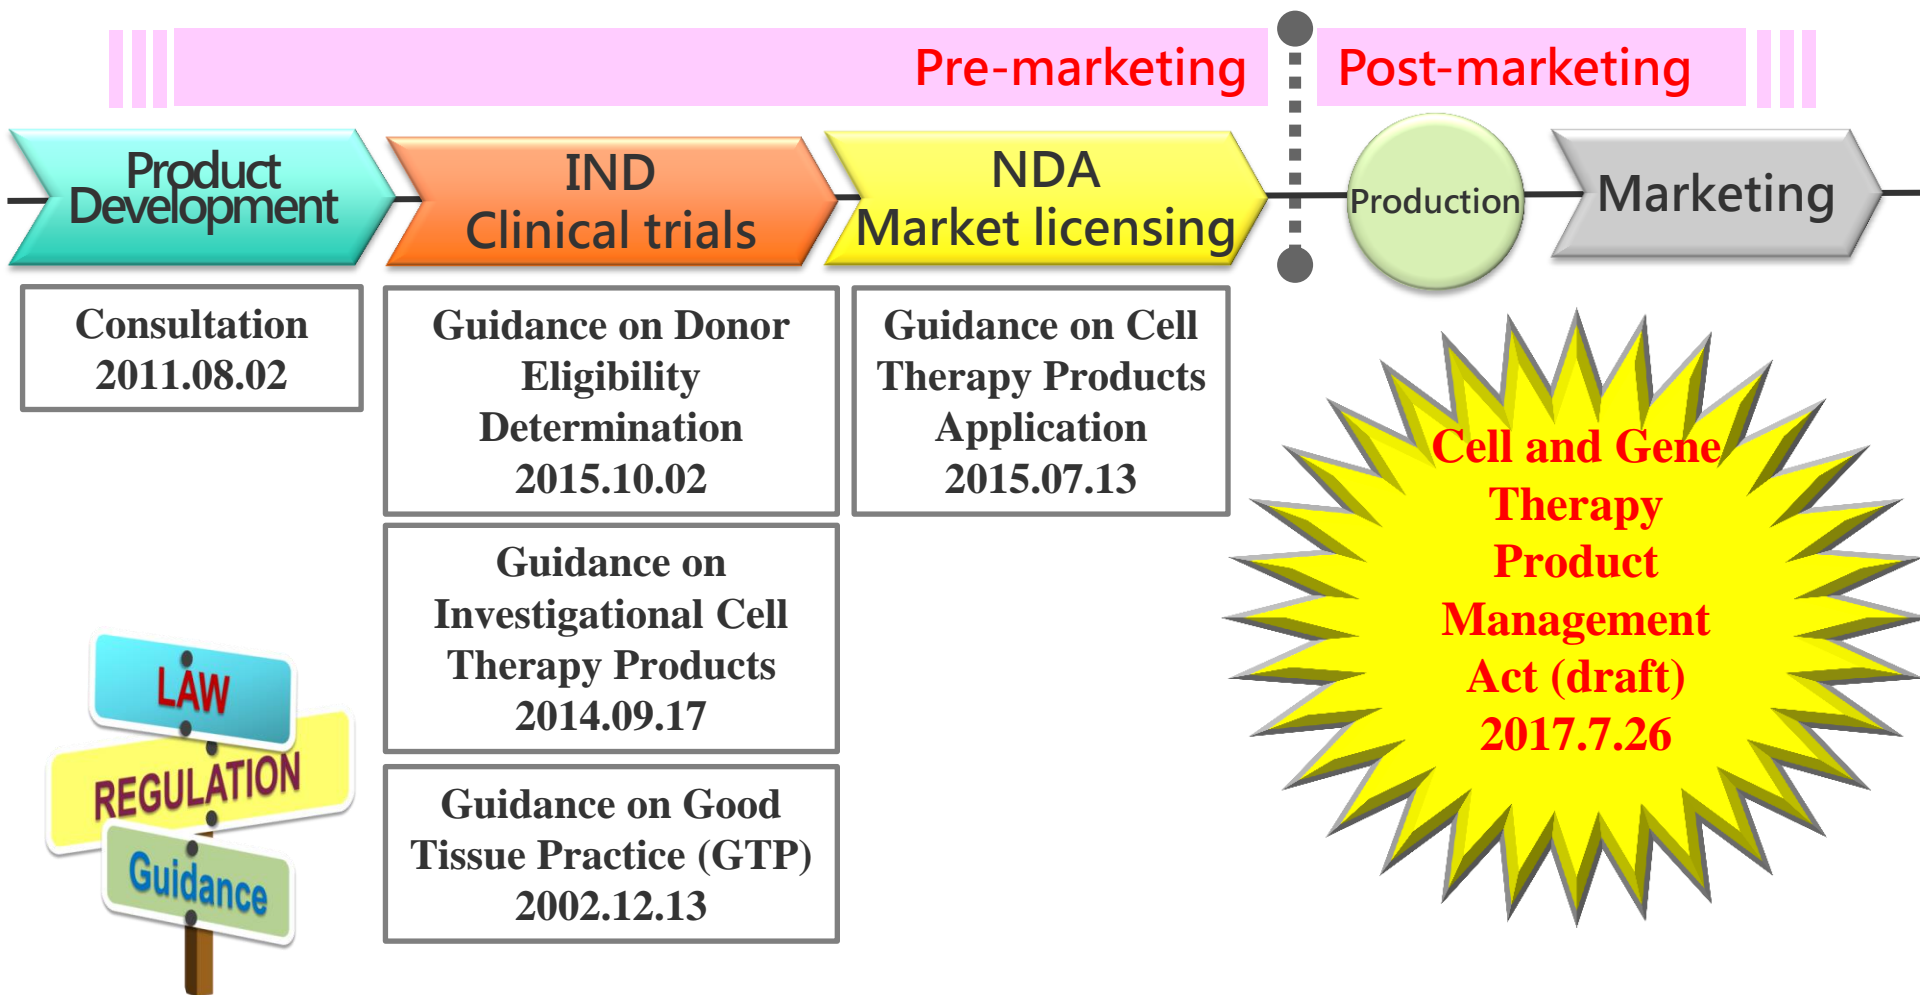 Pre-marketing
Post-marketing
Product
Development
IND
Clinical trials
NDA
Market licensing
Production
Marketing
Consultation
2011.08.02
Guidance on Donor
Eligibility
Determination
2015.10.02
Guidance on
Investigational Cell
Therapy Products
2014.09.17
Guidance on Good
Tissue Practice (GTP)
2002.12.13
Guidance on Cell
Therapy Products
Application
2015.07.13
Cell and Gene
Therapy
Product
Management
Act (draft)
2017.7.26
LAW
REGULATION
Guidance